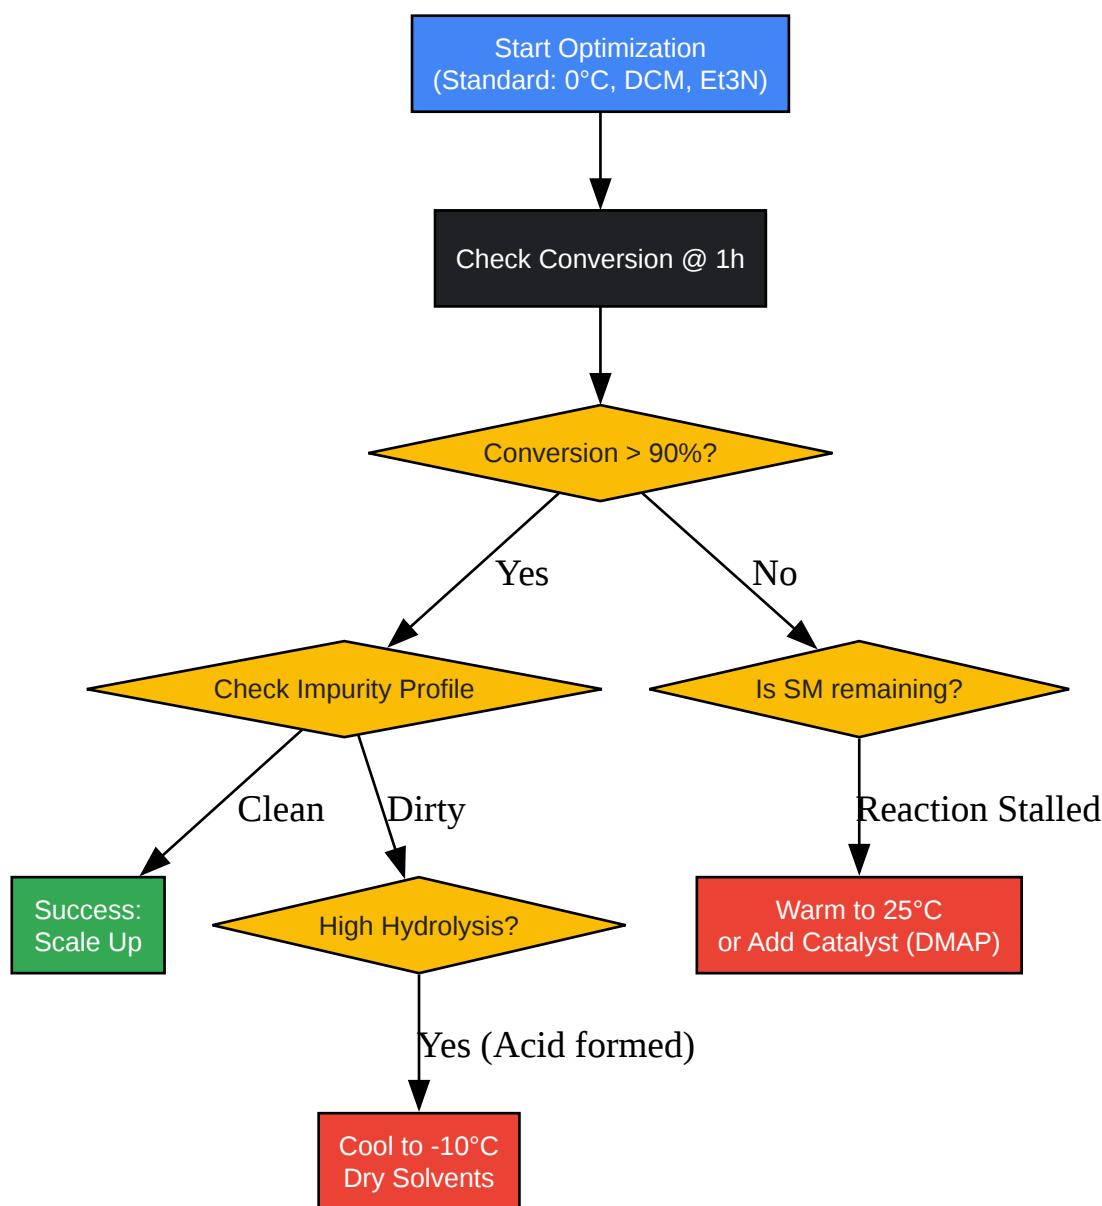 Start Optimization
(Standard: 0°C, DCM, Et3N)
Check Conversion @ 1h
Conversion > 90%?
Yes
No
Check Impurity Profile
Is SM remaining?
Clean
Dirty
Reaction Stalled
Success:
Scale Up
High Hydrolysis?
Warm to 25°C
or Add Catalyst (DMAP)
Yes (Acid formed)
Cool to -10°C
Dry Solvents